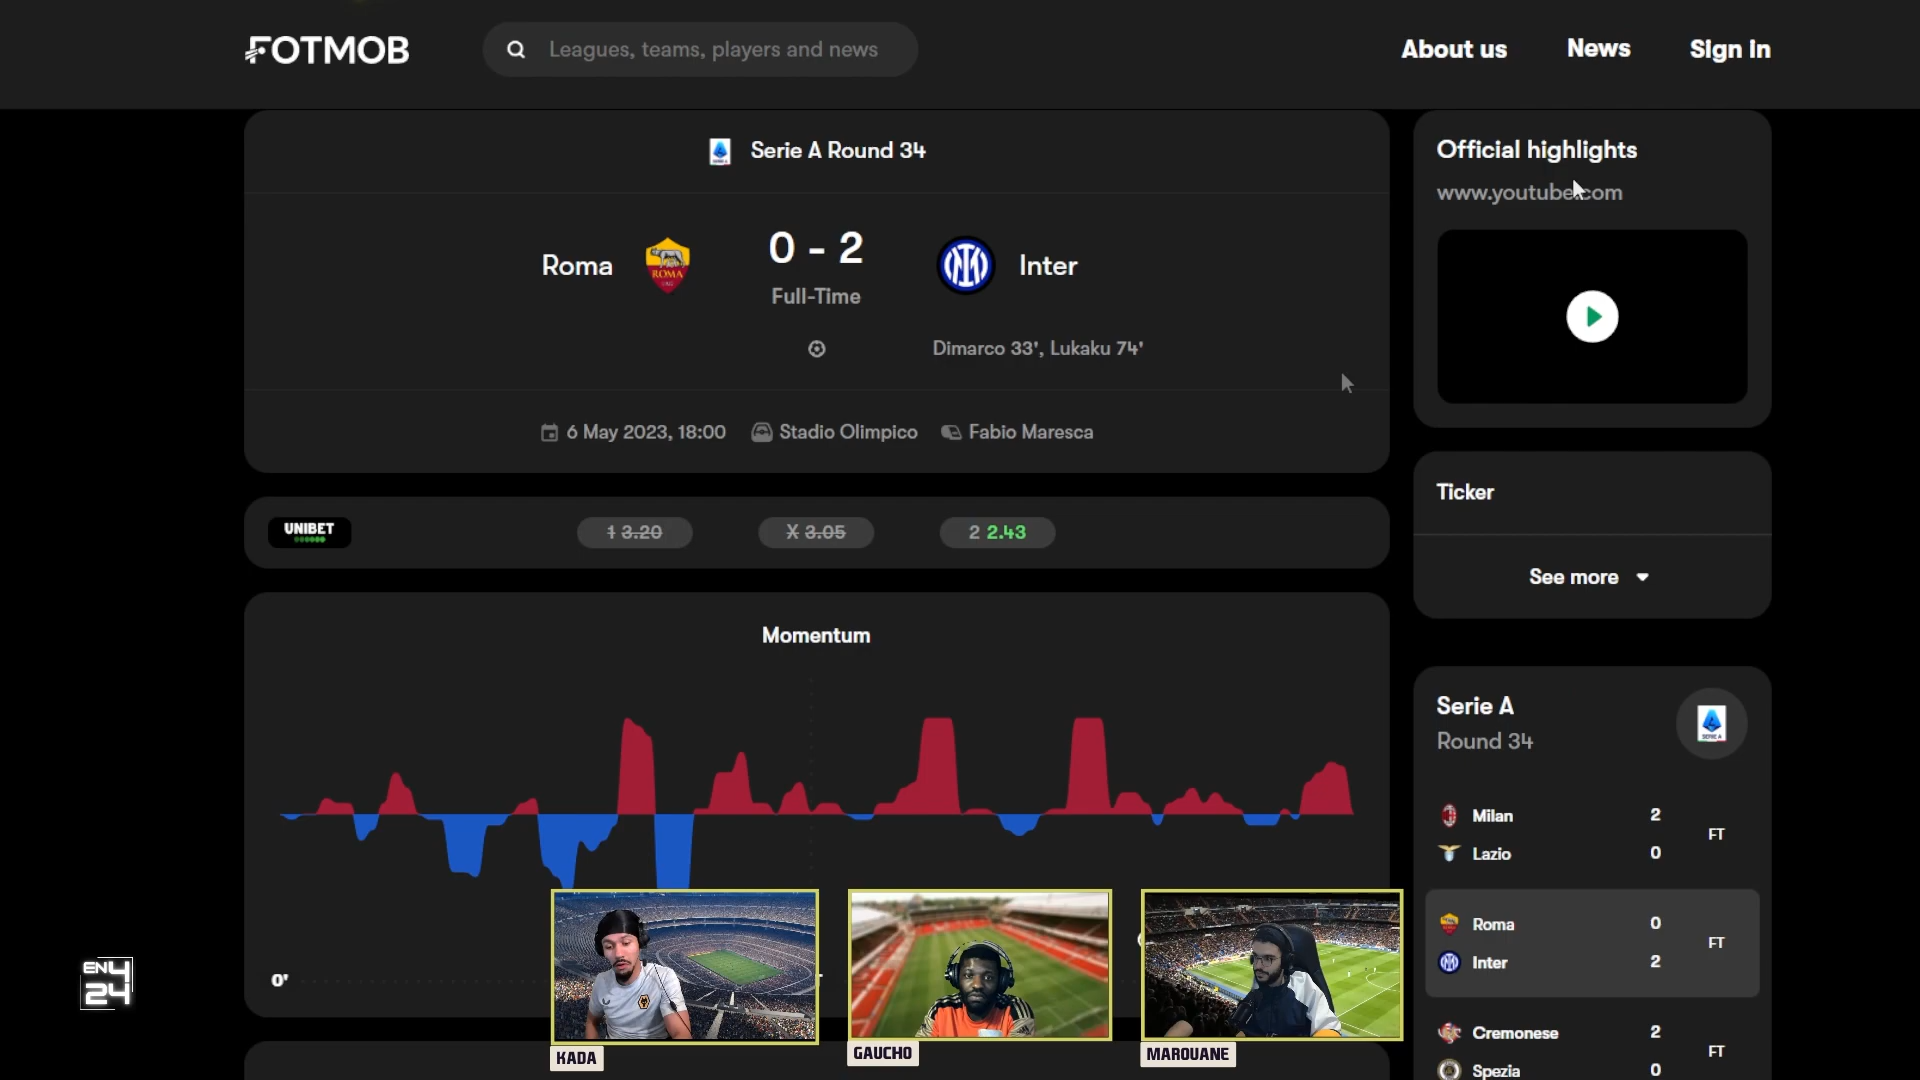 FOTMOB
Leagues, teams, players and news
About us
News
Sign in
Serie A Round 34
Roma
ROMA
0 - 2
Full-Time
Inter
Dimarco 33', Lukaku 74'
6 May 2023, 18:00
Stadio Olimpico
Fabio Maresca
UNIBET
1 3.20
X 3.05
2 2.43
Momentum
0'
Official highlights
www.youtube.com
Ticker
See more
Serie A
Round 34
Milan 2
FT
Lazio 0
Roma 0
FT
Inter 2
Cremonese 2
FT
Spezia 0
EN
4
24
KADA
GAUCHO
MAROUANE